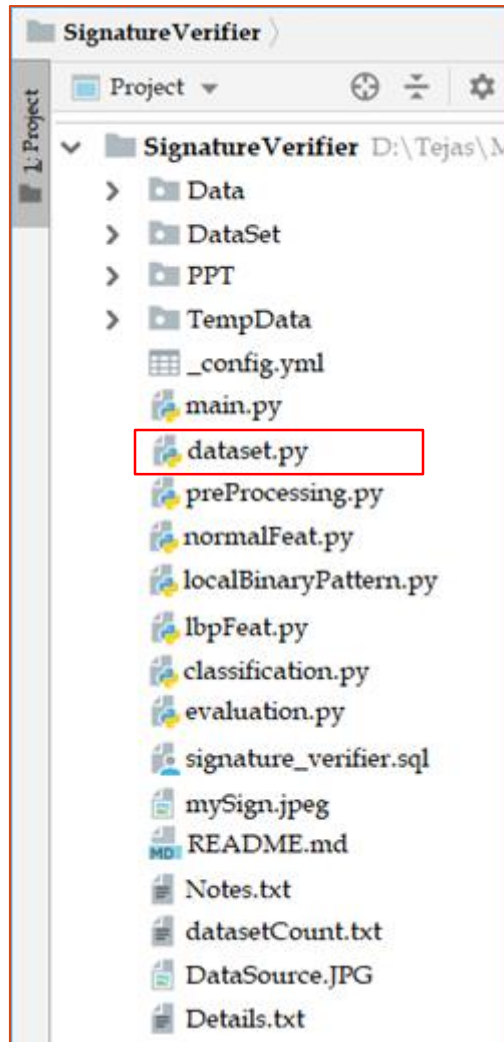 SignatureVerifier
1: Project
Project
SignatureVerifier D:\Tejas\M
Data
DataSet
PPT
TempData
_config.yml
main.py
dataset.py
preProcessing.py
normalFeat.py
localBinaryPattern.py
lbpFeat.py
classification.py
evaluation.py
signature_verifier.sql
mySign.jpeg
MD README.md
Notes.txt
datasetCount.txt
DataSource.JPG
Details.txt